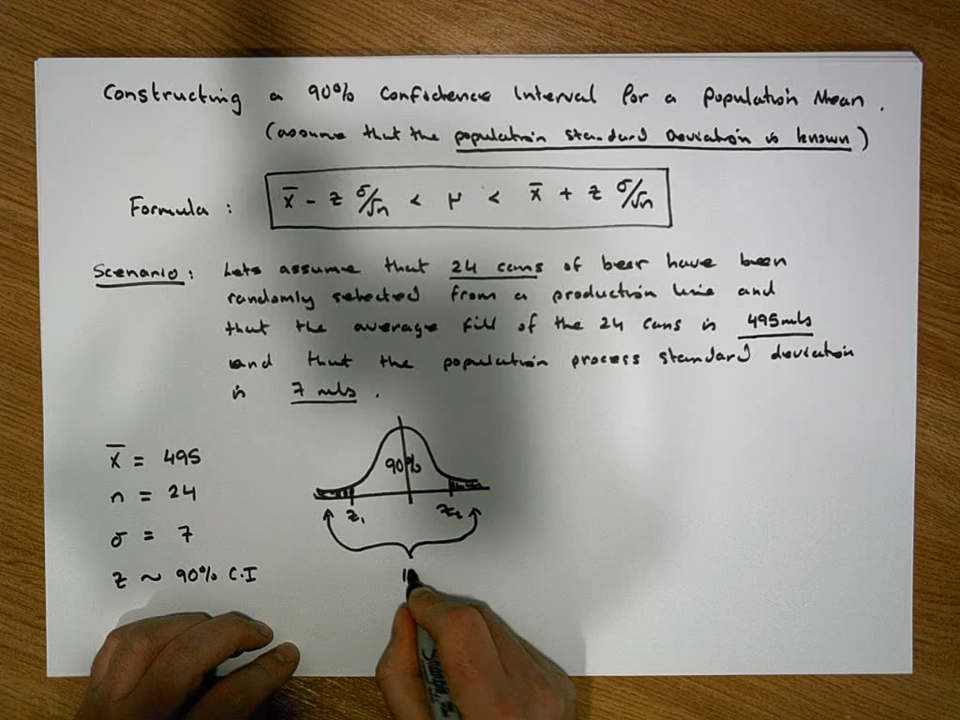 Constructing a 90% Confidence Interval for a Population Mean.
(assume that the population standard Deviation is known)
Formula : x̄ - z σ/√n < μ < x̄ + z σ/√n
Scenario : Lets assume that 24 cans of beer have been
randomly selected from a production line and
that the average fill of the 24 cans is 495mls
and that the population process standard deviation
is 7 mls .
x̄ = 495
n = 24
σ = 7
z ~ 90% C.I
90%
z₁ z₂